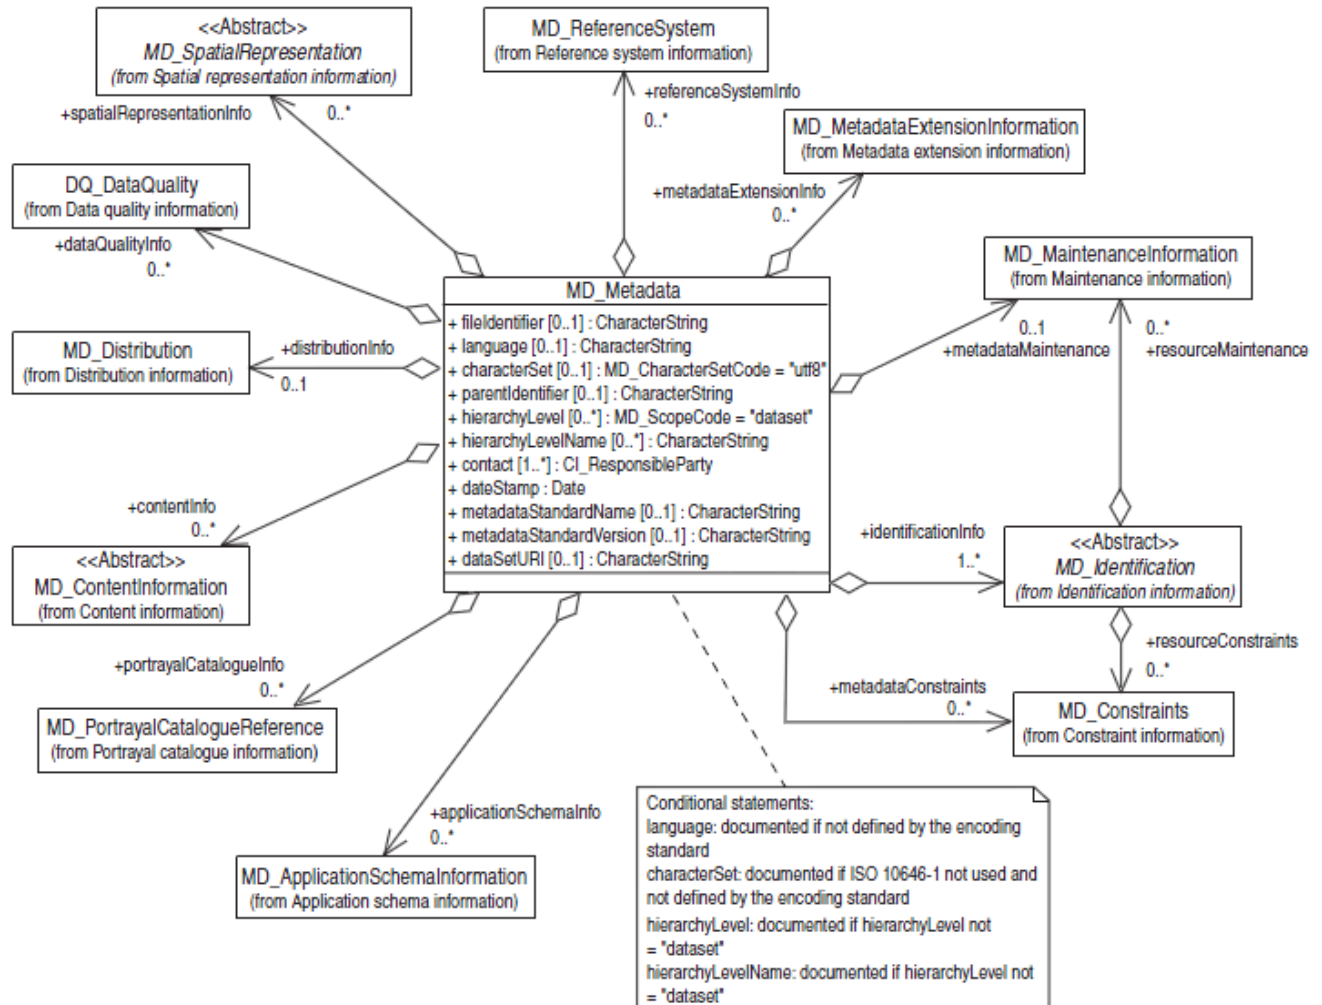 <<Abstract>>
MD_SpatialRepresentation
(from Spatial representation information)
+spatialRepresentationInfo
0..*
MD_ReferenceSystem
(from Reference system information)
+referenceSystemInfo
0..*
MD_MetadataExtensionInformation
(from Metadata extension information)
+metadataExtensionInfo
0..*
DQ_DataQuality
(from Data quality information)
+dataQualityInfo
0..*
MD_MaintenanceInformation
(from Maintenance information)
0..1
+metadataMaintenance
0..*
+resourceMaintenance
MD_Distribution
(from Distribution information)
+distributionInfo
0..1
MD_Metadata
+ fileIdentifier [0..1] : CharacterString
+ language [0..1] : CharacterString
+ characterSet [0..1] : MD_CharacterSetCode = "utf8"
+ parentIdentifier [0..1] : CharacterString
+ hierarchyLevel [0..*] : MD_ScopeCode = "dataset"
+ hierarchyLevelName [0..*] : CharacterString
+ contact [1..*] : CI_ResponsibleParty
+ dateStamp : Date
+ metadataStandardName [0..1] : CharacterString
+ metadataStandardVersion [0..1] : CharacterString
+ dataSetURI [0..1] : CharacterString
+contentInfo
0..*
<<Abstract>>
MD_ContentInformation
(from Content information)
+identificationInfo
1..*
<<Abstract>>
MD_Identification
(from Identification information)
+resourceConstraints
0..*
+portrayalCatalogueInfo
0..*
MD_PortrayalCatalogueReference
(from Portrayal catalogue information)
+metadataConstraints
0..*
MD_Constraints
(from Constraint information)
+applicationSchemaInfo
0..*
MD_ApplicationSchemaInformation
(from Application schema information)
Conditional statements:
language: documented if not defined by the encoding
standard
characterSet: documented if ISO 10646-1 not used and
not defined by the encoding standard
hierarchyLevel: documented if hierarchyLevel not
= "dataset"
hierarchyLevelName: documented if hierarchyLevel not
= "dataset"